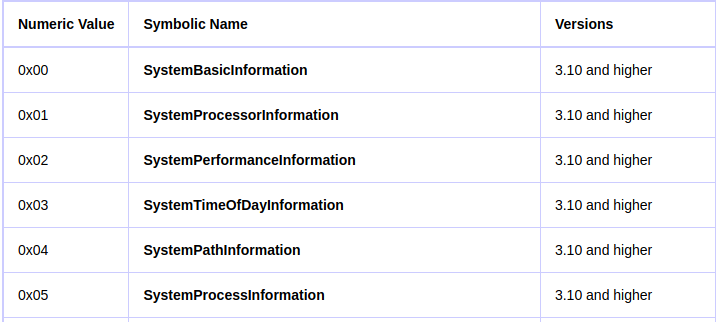 Numeric Value Symbolic Name Versions
0x00 SystemBasicInformation 3.10 and higher
0x01 SystemProcessorInformation 3.10 and higher
0x02 SystemPerformanceInformation 3.10 and higher
0x03 SystemTimeOfDayInformation 3.10 and higher
0x04 SystemPathInformation 3.10 and higher
0x05 SystemProcessInformation 3.10 and higher